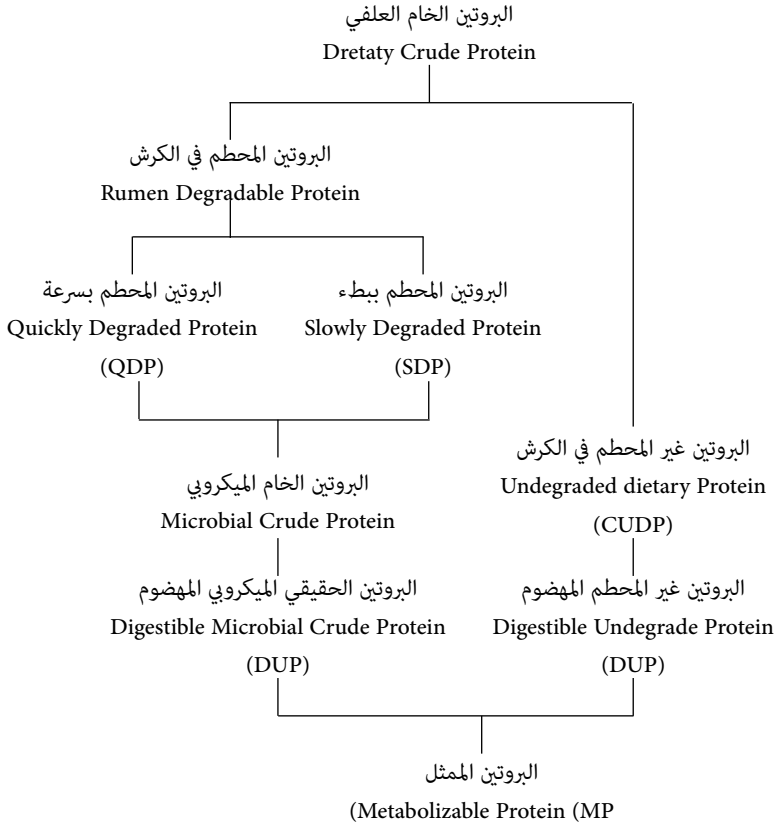 البروتين الخام العلفي
Dretaty Crude Protein
البروتين المحطم في الكرش
Rumen Degradable Protein
البروتين المحطم بسرعة
Quickly Degraded Protein
(QDP)
البروتين المحطم ببطء
Slowly Degraded Protein
(SDP)
البروتين الخام الميكروبي
Microbial Crude Protein
البروتين غير المحطم في الكرش
Undegraded dietary Protein
(CUDP)
البروتين الحقيقي الميكروبي المهضوم
Digestible Microbial Crude Protein
(DUP)
البروتين غير المحطم المهضوم
Digestible Undegrade Protein
(DUP)
البروتين الممثل
(Metabolizable Protein (MP